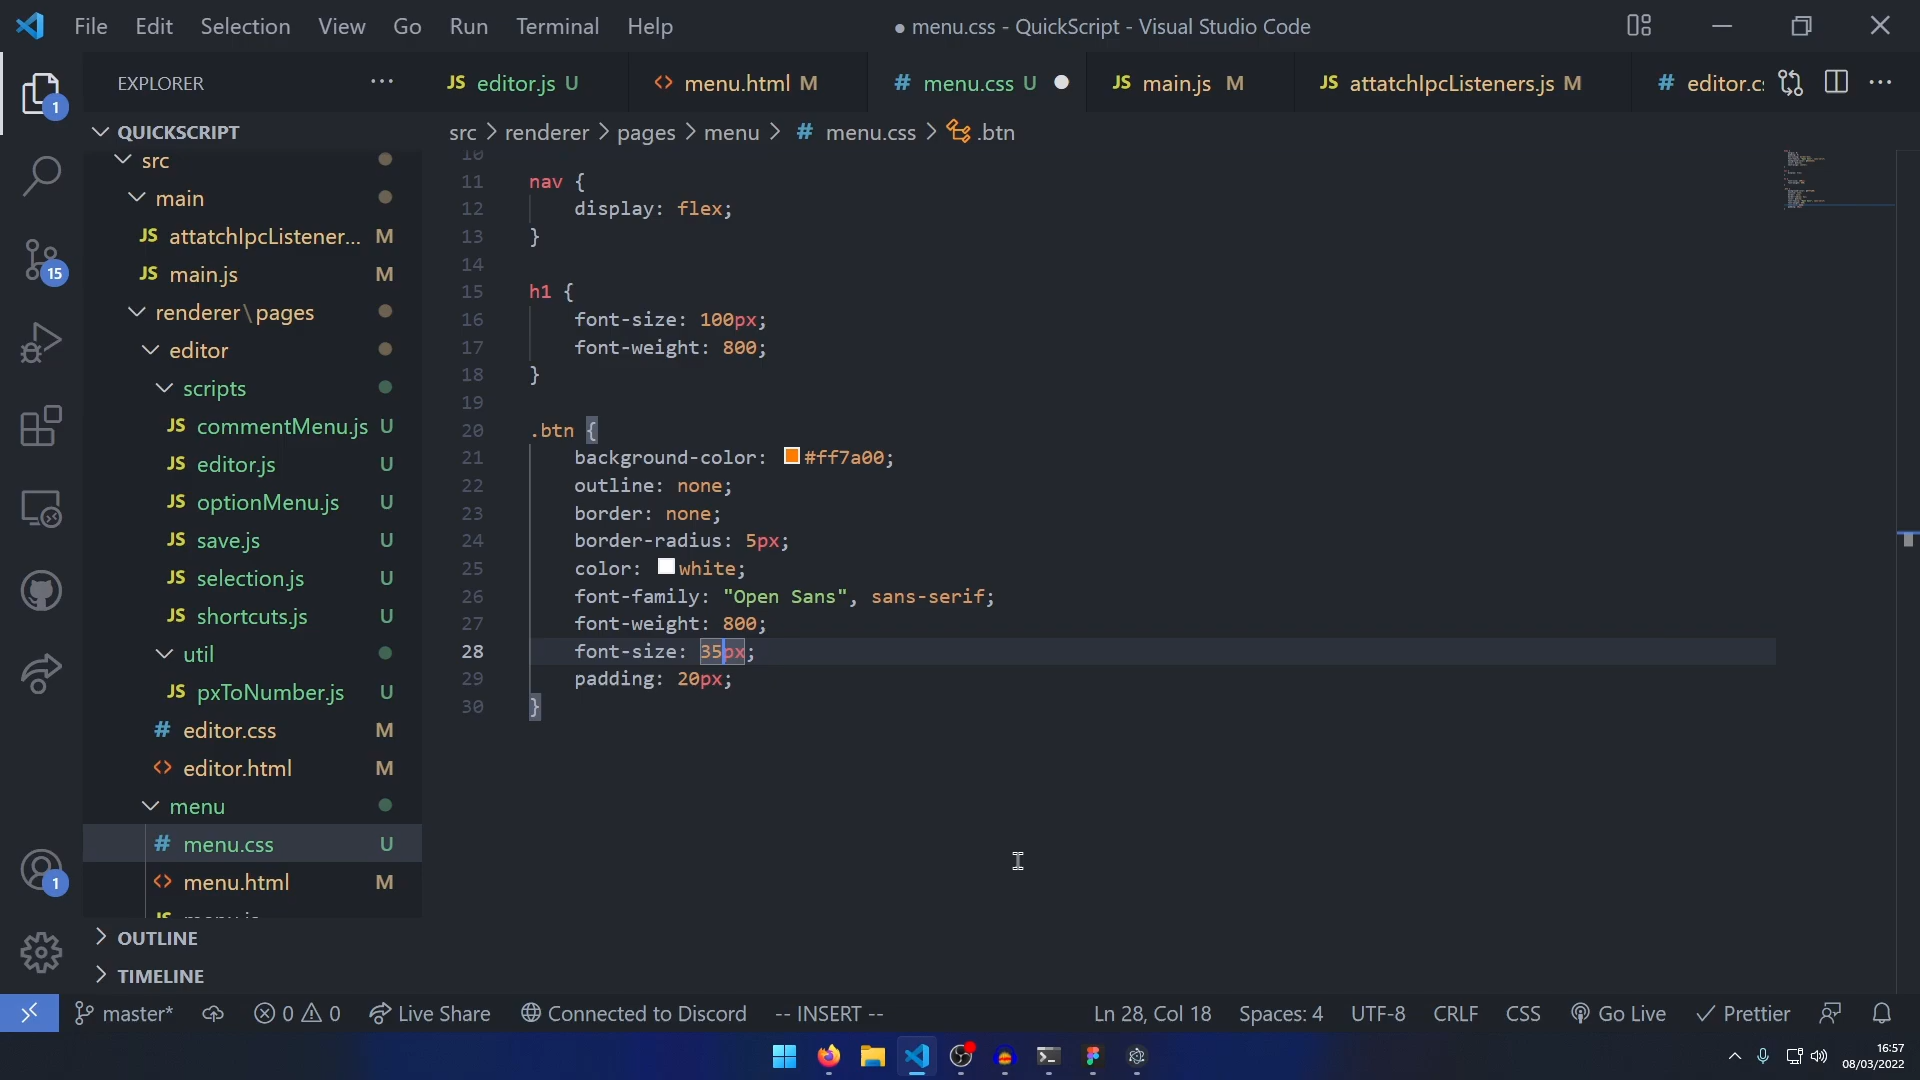 File Edit Selection View Go Run Terminal Help
● menu.css - QuickScript - Visual Studio Code
EXPLORER ···
JS editor.js U
<> menu.html M
# menu.css U ●
JS main.js M
JS attatchIpcListeners.js M
# editor.c
src > renderer > pages > menu > # menu.css > .btn
1
15
1
QUICKSCRIPT
src
main
JS attatchIpcListener... M
JS main.js M
renderer\pages
editor
scripts
JS commentMenu.js U
JS editor.js U
JS optionMenu.js U
JS save.js U
JS selection.js U
JS shortcuts.js U
util
JS pxToNumber.js U
# editor.css M
<> editor.html M
menu
# menu.css U
<> menu.html M
OUTLINE
TIMELINE
10
11 nav {
12 display: flex;
13 }
14
15 h1 {
16 font-size: 100px;
17 font-weight: 800;
18 }
19
20 .btn {
21 background-color: #ff7a00;
22 outline: none;
23 border: none;
24 border-radius: 5px;
25 color: white;
26 font-family: "Open Sans", sans-serif;
27 font-weight: 800;
28 font-size: 35px;
29 padding: 20px;
30 }
master* 0 0 Live Share Connected to Discord -- INSERT -- Ln 28, Col 18 Spaces: 4 UTF-8 CRLF CSS Go Live Prettier
16:57
08/03/2022